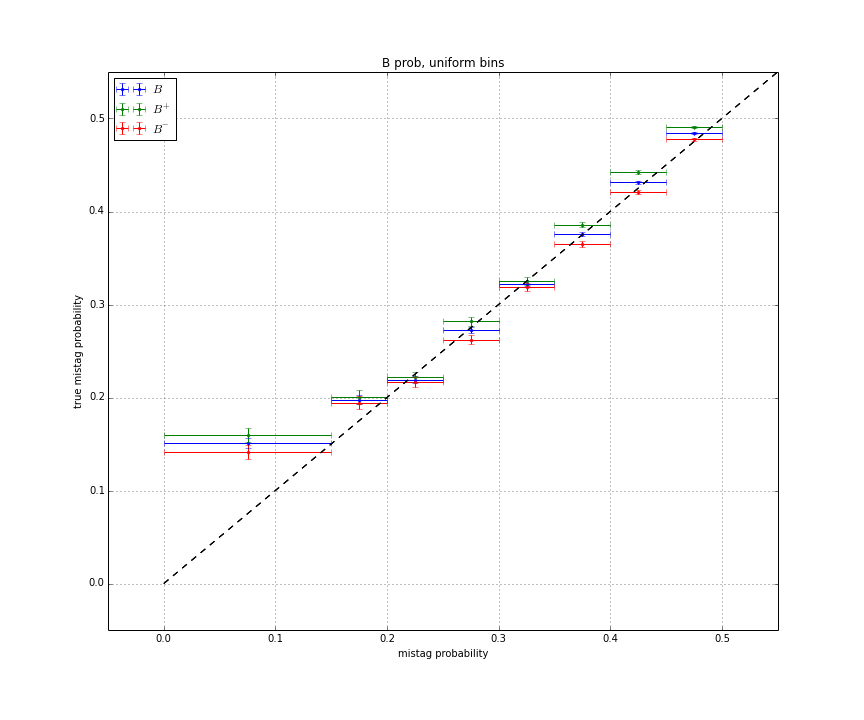 B prob, uniform bins
B
B⁺
B⁻
0.5
0.4
0.3
0.2
0.1
0.0
true mistag probability
0.0 0.1 0.2 0.3 0.4 0.5
mistag probability